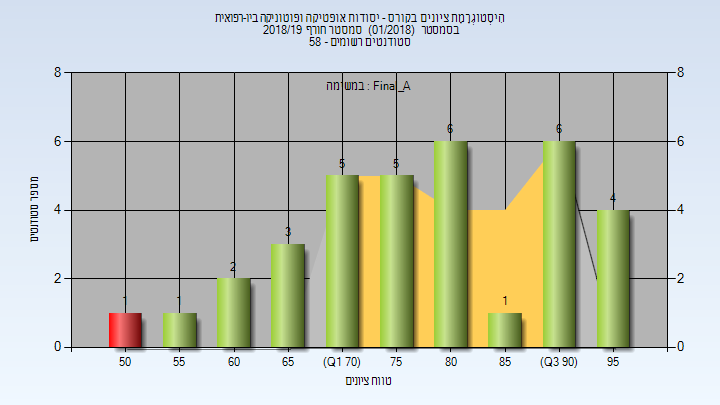 הִיסְטוֹגְרָמַת ציונים בקורס - יסודות אופטיקה ופוטוניקה ביו-רפואית
בסמסטר (01/2018) סמסטר חורף 2018/19
סטודנטים רשומים - 58
במשימה : Final_A
8 8
6 6
4 4
2 2
0 0
מספר סטודנטים
1 1 2 3 5 5 6 1 6 4
50 55 60 65 (Q1 70) 75 80 85 (Q3 90) 95
טווח ציונים